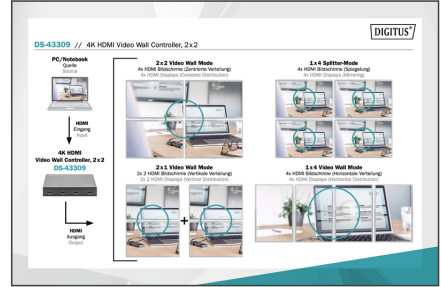 DIGITUS®
DS-43309 // 4K HDMI Video Wall Controller, 2x2
PC/Notebook
Quelle
Source
HDMI
Eingang
Input
4K HDMI
Video Wall Controller, 2x2
DS-43309
HDMI
Ausgang
Output
2x2 Video Wall Mode
4x HDMI Bildschirme (Zentrierte Verteilung)
4x HDMI Displays (Centered Distribution)
1x4 Splitter-Mode
4x HDMI Bildschirme (Spiegelung)
4x HDMI Displays (Mirroring)
2x1 Video Wall Mode
2x 2 HDMI Bildschirme (Vertikale Verteilung)
2x 2 HDMI Displays (Vertical Distribution)
+
1x4 Video Wall Mode
4x HDMI Bildschirme (Horizontale Verteilung)
4x HDMI Displays (Horizontal Distribution)